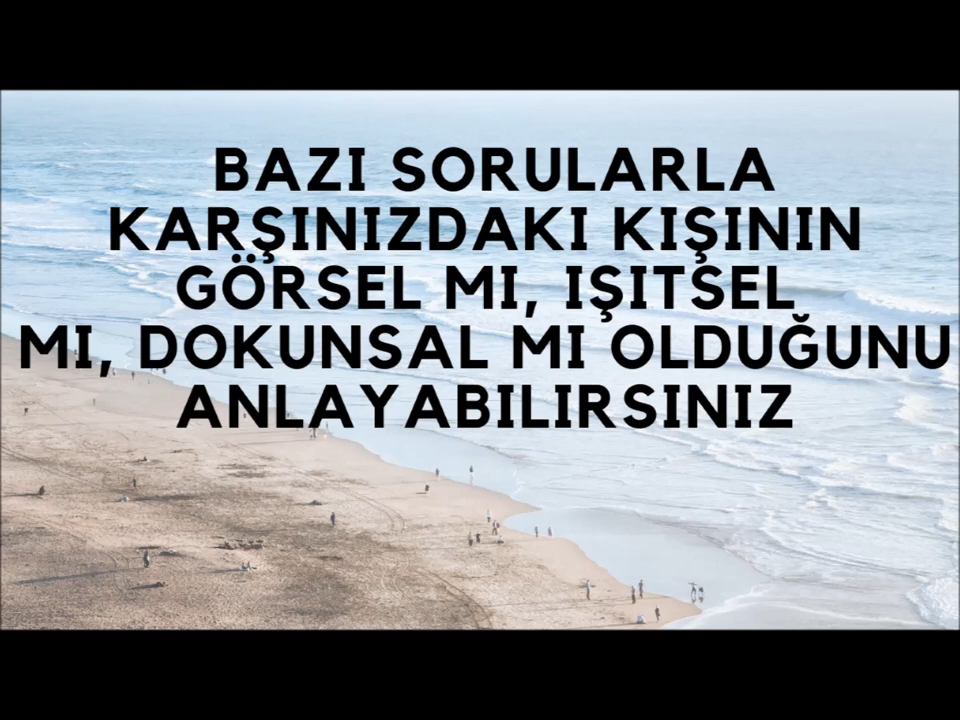 BAZI SORULARLA
KARŞINIZDAKI KIŞININ
GÖRSEL MI, IŞITSEL
MI, DOKUNSAL MI OLDUĞUNU
ANLAYABILIRSINIZ